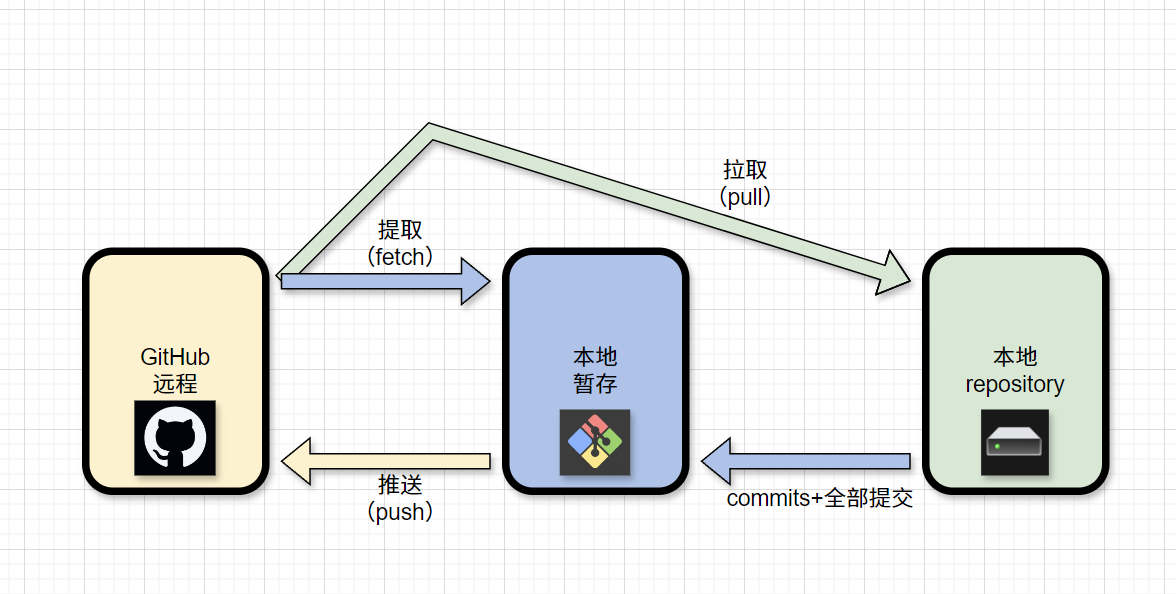 拉取
（pull）
提取
（fetch）
GitHub
远程
本地
暂存
本地
repository
推送
（push）
commits+全部提交